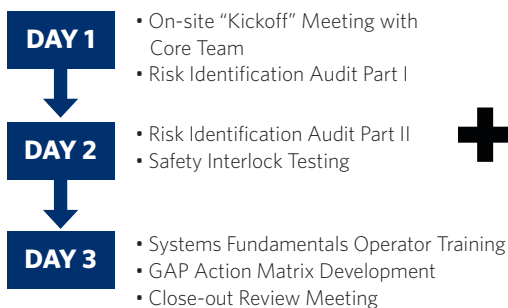 DAY 1
• On-site “Kickoff” Meeting with
Core Team
• Risk Identification Audit Part I
DAY 2
• Risk Identification Audit Part II
• Safety Interlock Testing
DAY 3
• Systems Fundamentals Operator Training
• GAP Action Matrix Development
• Close-out Review Meeting